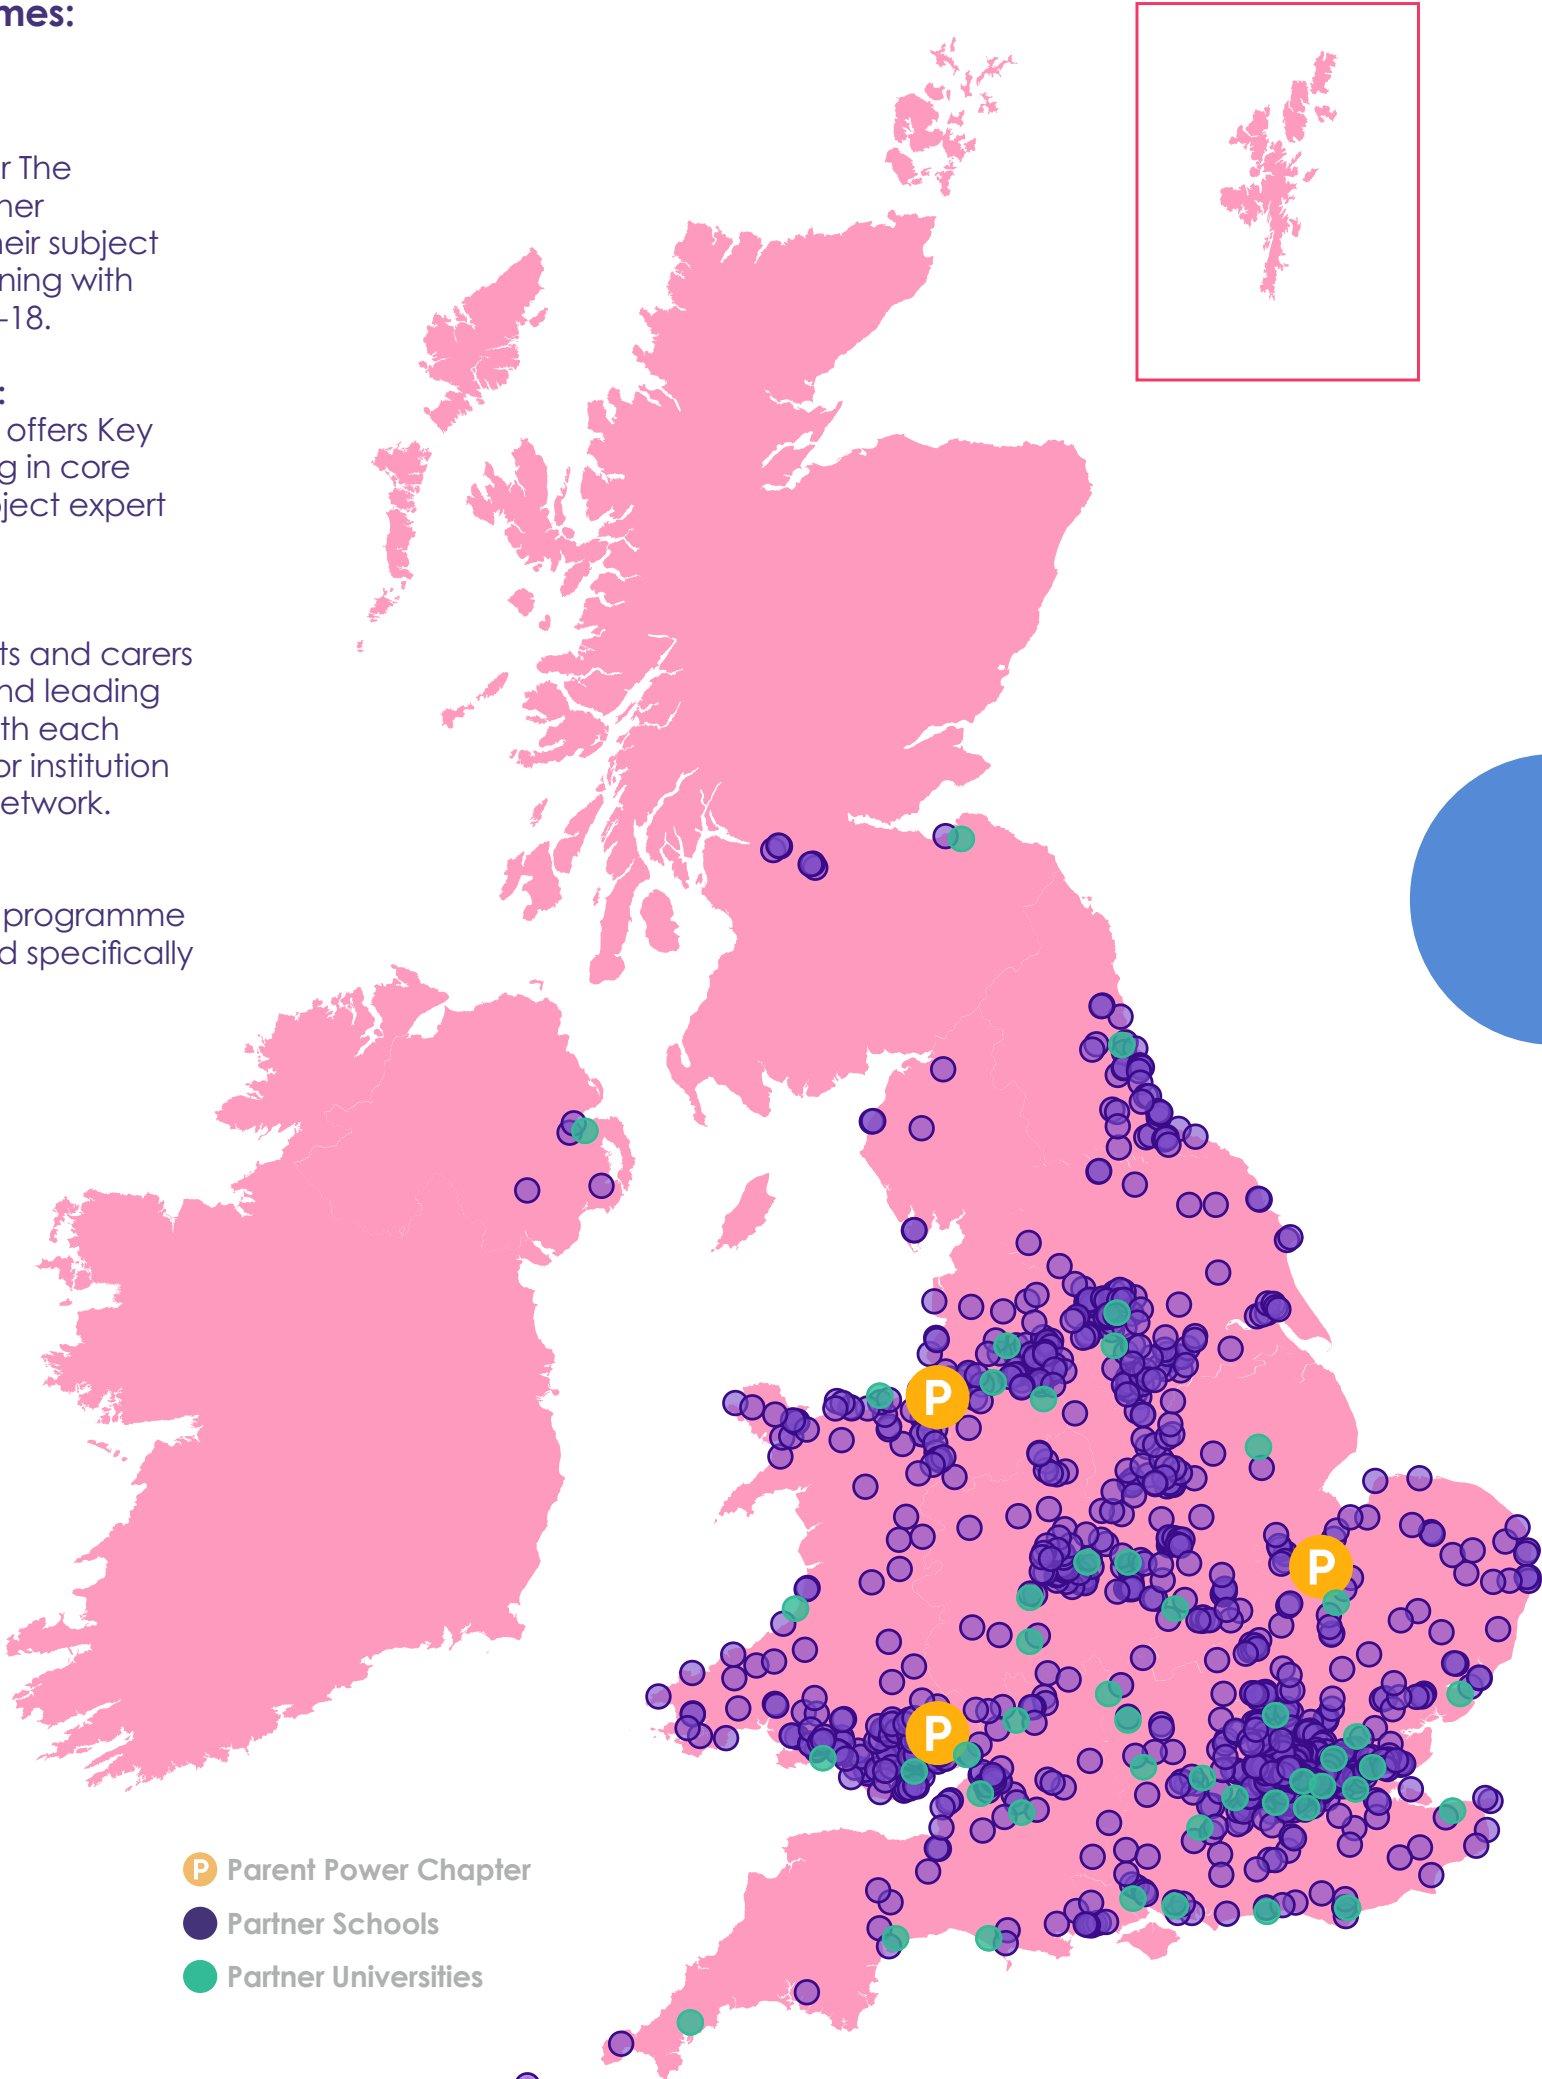 mes:
r The
ner
heir subject
ning with
-18.
:
offers Key
g in core
ject expert
ts and carers
nd leading
th each
or institution
etwork.
programme
d specifically
P
P
P
P Parent Power Chapter
Partner Schools
Partner Universities